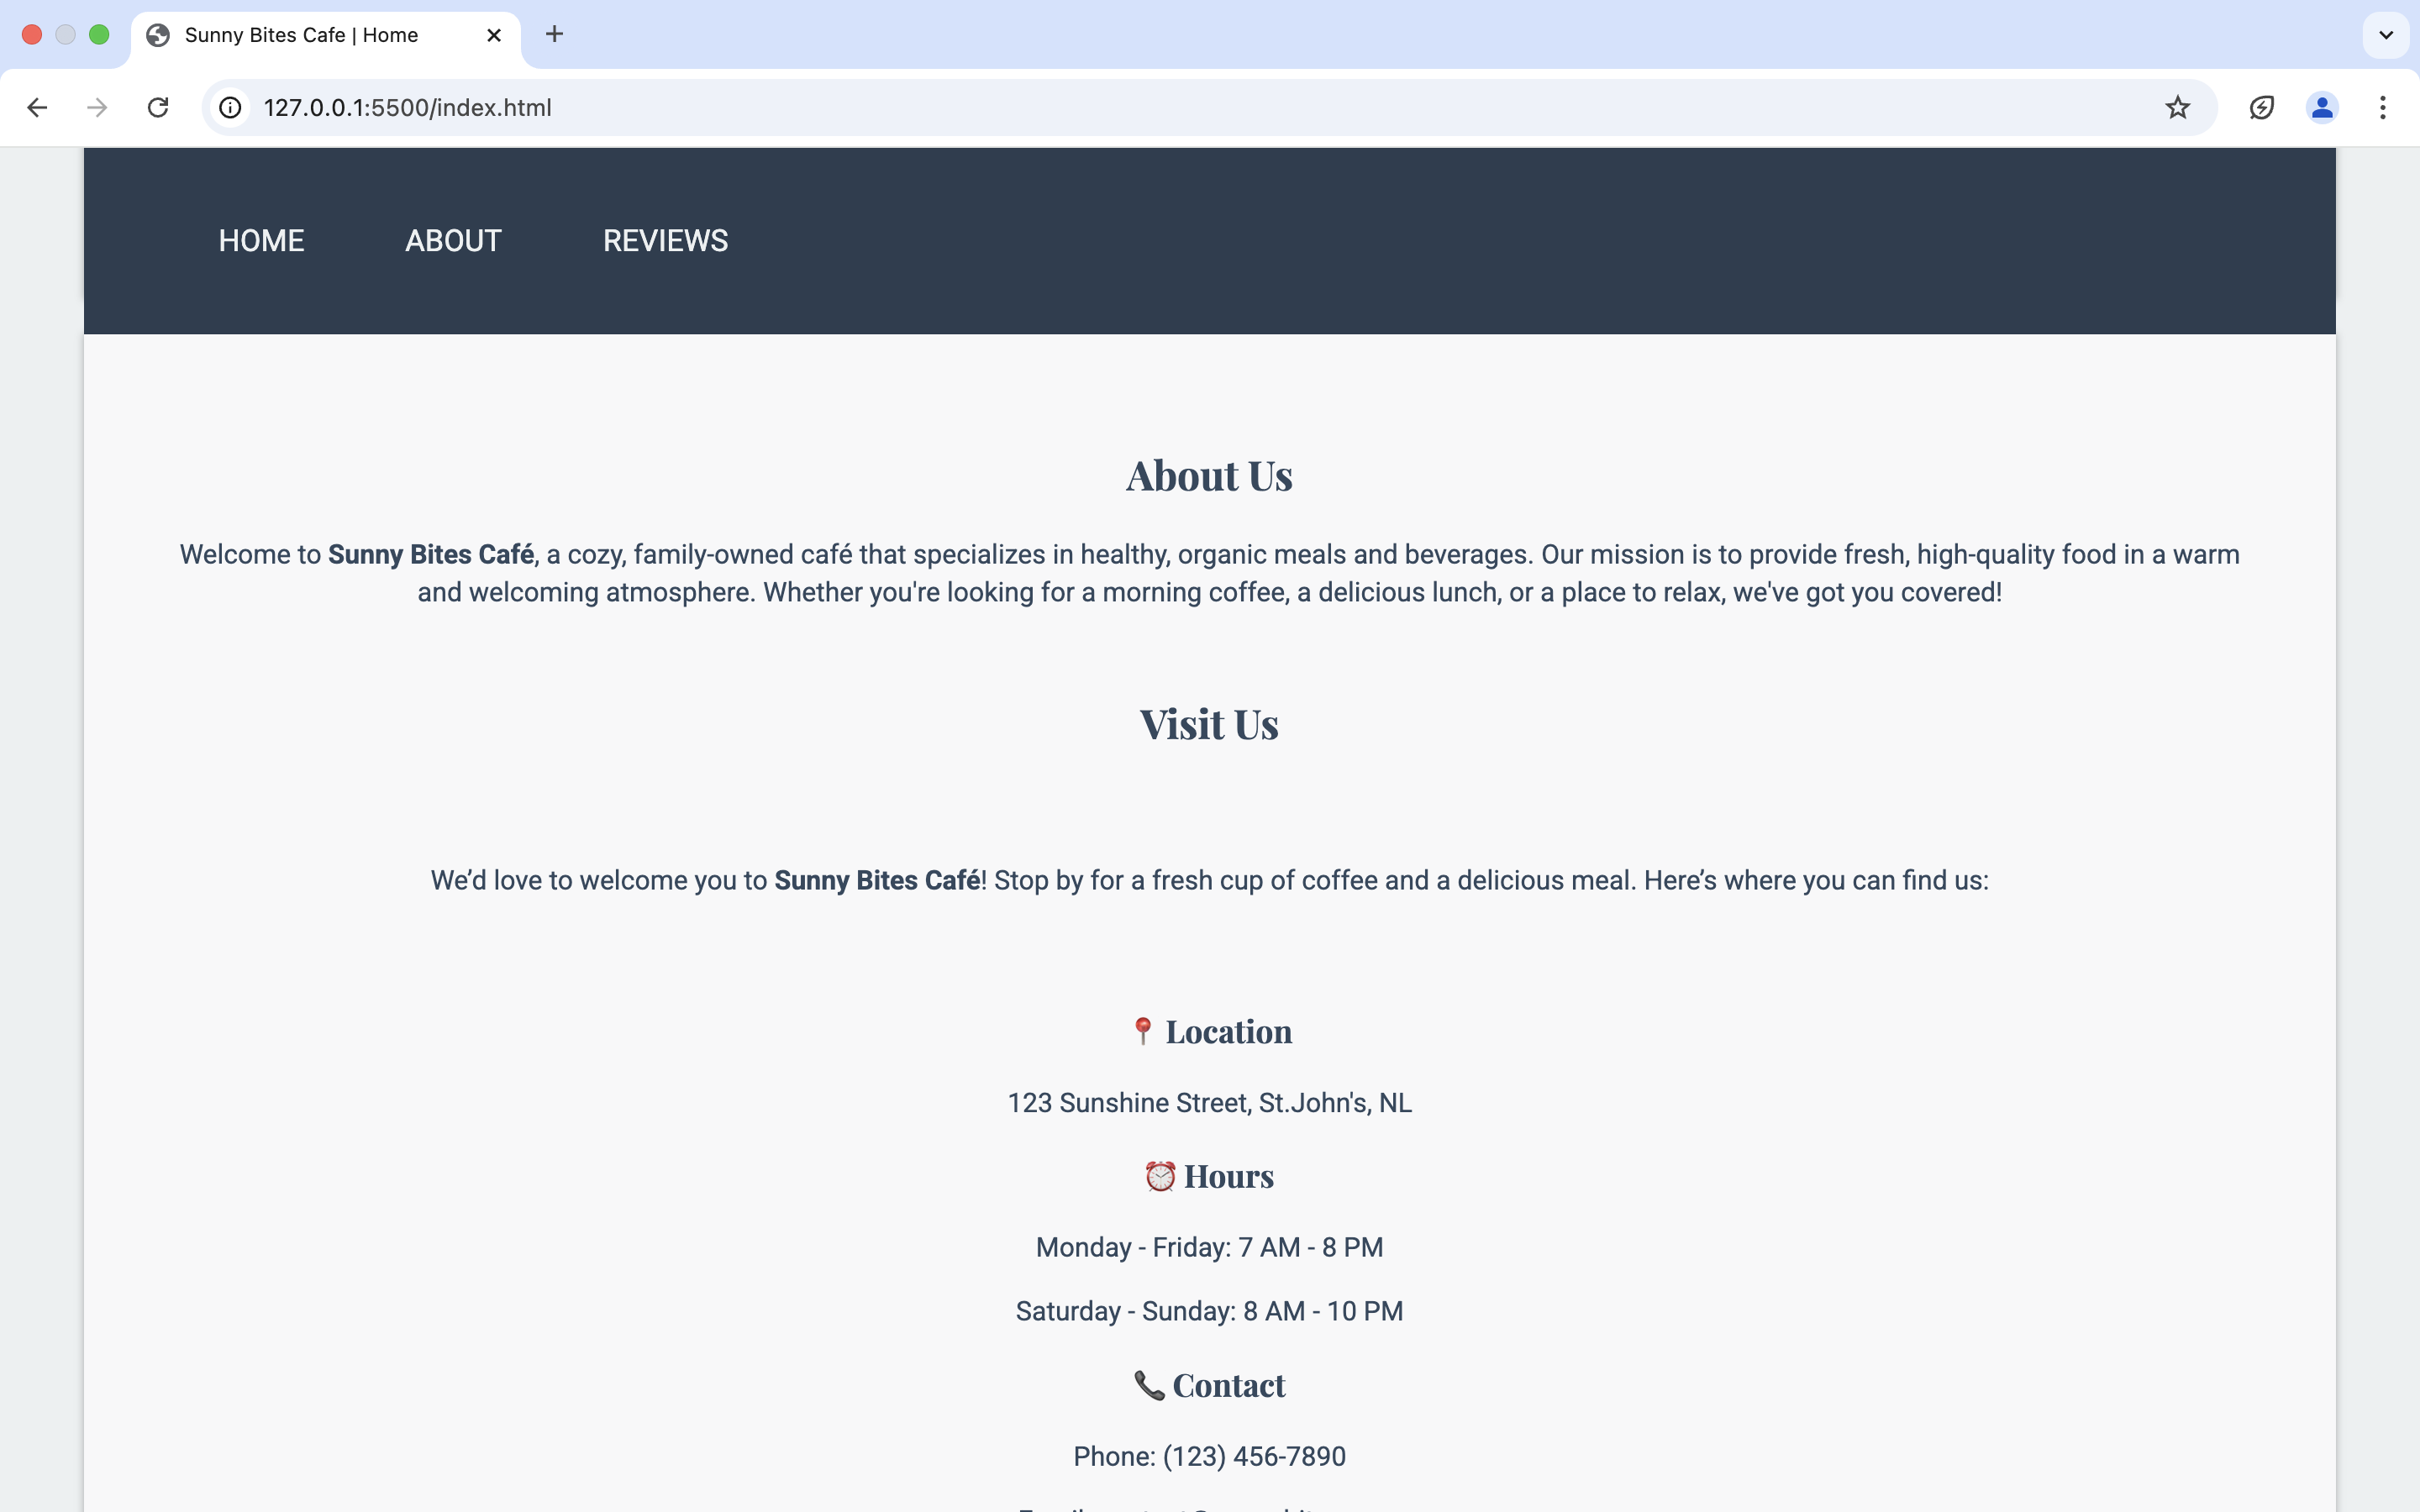 Sunny Bites Cafe | Home
127.0.0.1:5500/index.html
HOME ABOUT REVIEWS
About Us
Welcome to Sunny Bites Café, a cozy, family-owned café that specializes in healthy, organic meals and beverages. Our mission is to provide fresh, high-quality food in a warm
and welcoming atmosphere. Whether you're looking for a morning coffee, a delicious lunch, or a place to relax, we've got you covered!
Visit Us
We’d love to welcome you to Sunny Bites Café! Stop by for a fresh cup of coffee and a delicious meal. Here’s where you can find us:
📍 Location
123 Sunshine Street, St.John's, NL
⏰ Hours
Monday - Friday: 7 AM - 8 PM
Saturday - Sunday: 8 AM - 10 PM
📞 Contact
Phone: (123) 456-7890